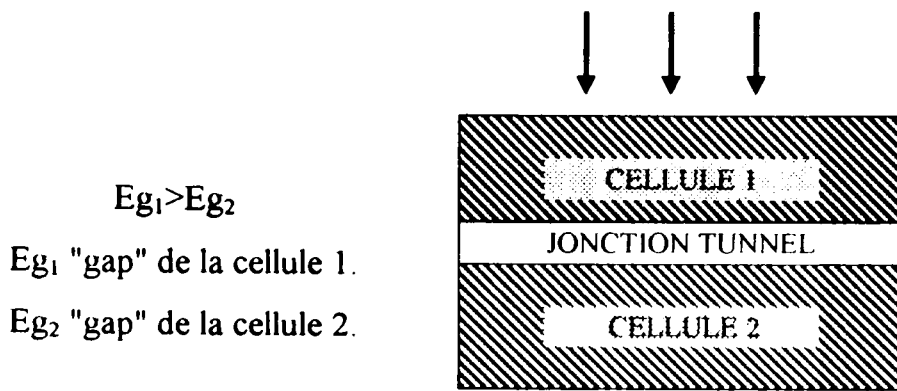 CELLULE 1
Eg₁>Eg₂
JONCTION TUNNEL
Eg₁ "gap" de la cellule 1.
Eg₂ "gap" de la cellule 2.
CELLULE 2